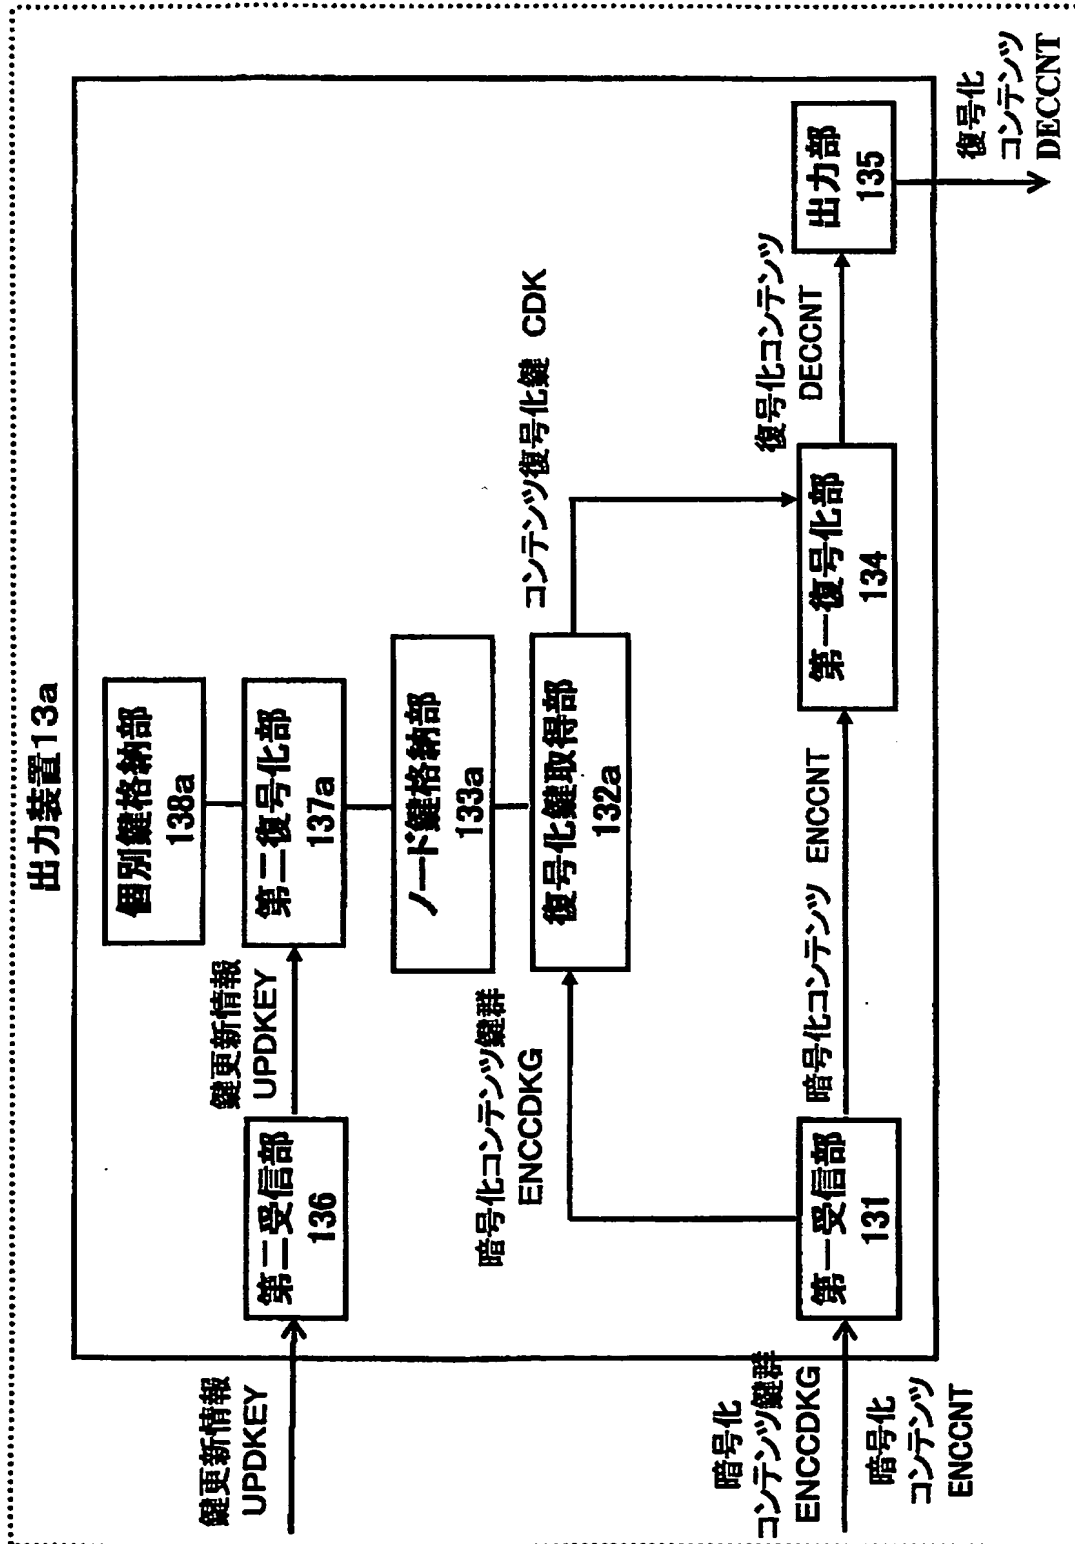 出力装置13a
個別鍵格納部
138a
鍵更新情報
UPDKEY
第二受信部
136
鍵更新情報
UPDKEY
第二復号化部
137a
ノード鍵格納部
133a
暗号化コンテンツ鍵群
ENCCDKG
復号化鍵取得部
132a
コンテンツ復号化鍵 CDK
暗号化
コンテンツ鍵群
ENCCDKG
暗号化
コンテンツ
ENCCNT
第一受信部
131
暗号化コンテンツ ENCCNT
第一復号化部
134
復号化コンテンツ
DECCNT
出力部
135
復号化
コンテンツ
DECCNT